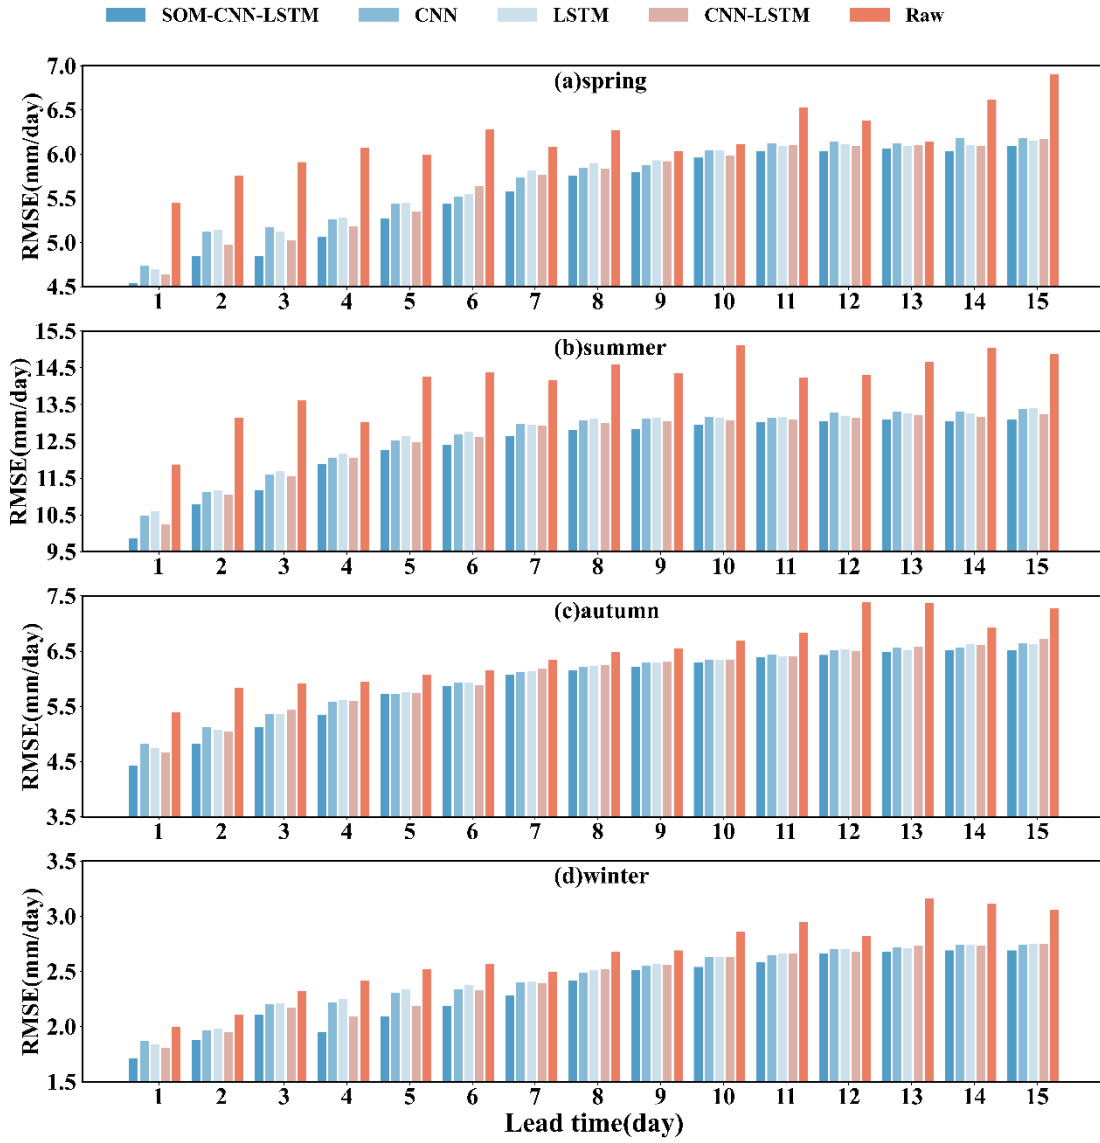 SOM-CNN-LSTM CNN LSTM CNN-LSTM Raw
(a)spring
RMSE(mm/day)
7.0
6.5
6.0
5.5
5.0
4.5
1 2 3 4 5 6 7 8 9 10 11 12 13 14 15
(b)summer
RMSE(mm/day)
15.5
14.5
13.5
12.5
11.5
10.5
9.5
1 2 3 4 5 6 7 8 9 10 11 12 13 14 15
(c)autumn
RMSE(mm/day)
7.5
6.5
5.5
4.5
3.5
1 2 3 4 5 6 7 8 9 10 11 12 13 14 15
(d)winter
RMSE(mm/day)
3.5
3.0
2.5
2.0
1.5
1 2 3 4 5 6 7 8 9 10 11 12 13 14 15
Lead time(day)